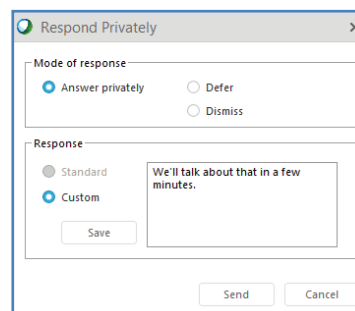 Respond Privately
Mode of response
Answer privately
Defer
Dismiss
Response
Standard
We'll talk about that in a few
minutes.
Custom
Save
Send
Cancel